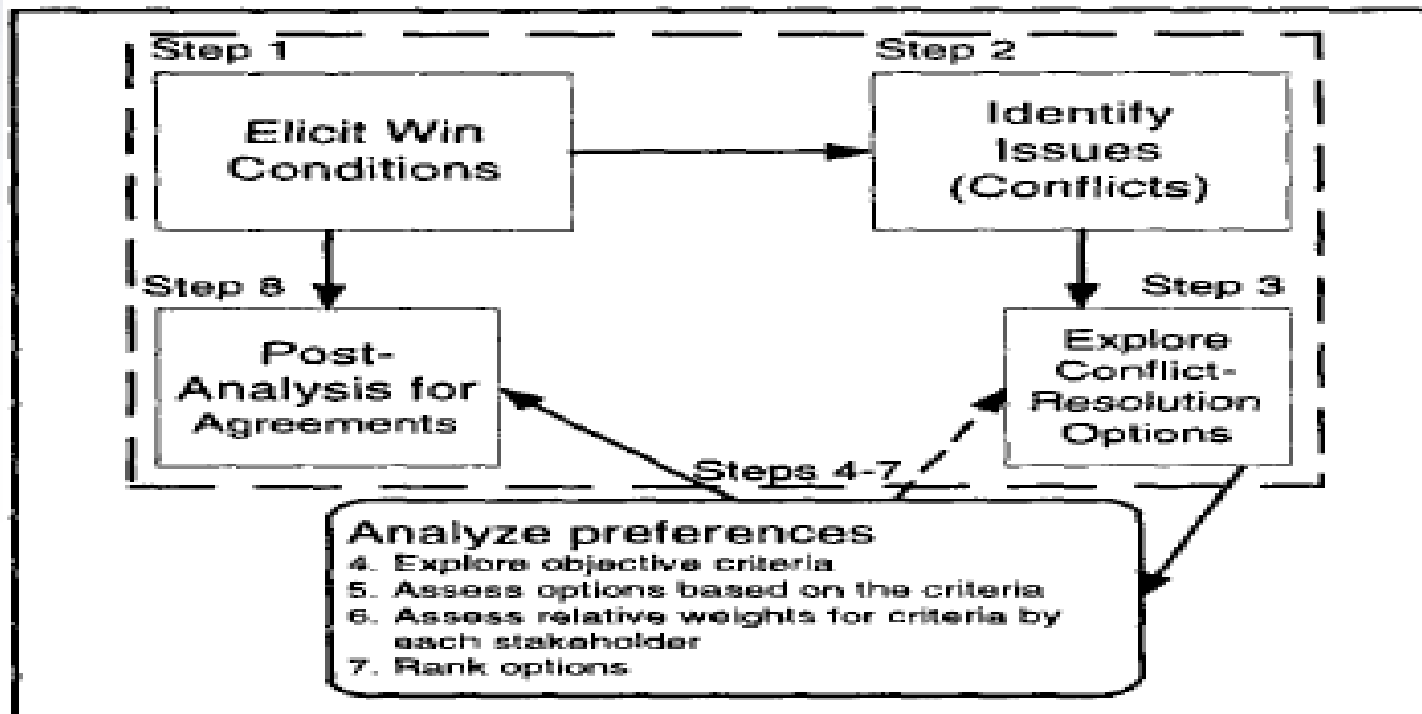 Step 1
Elicit Win
Conditions
Step 2
Identify
Issues
(Conflicts)
Step 8
Post-
Analysis for
Agreements
Step 3
Explore
Conflict-
Resolution
Options
Steps 4-7
Analyze preferences
4. Explore objective criteria
5. Assess options based on the criteria
6. Assess relative weights for criteria by
each stakeholder
7. Rank options